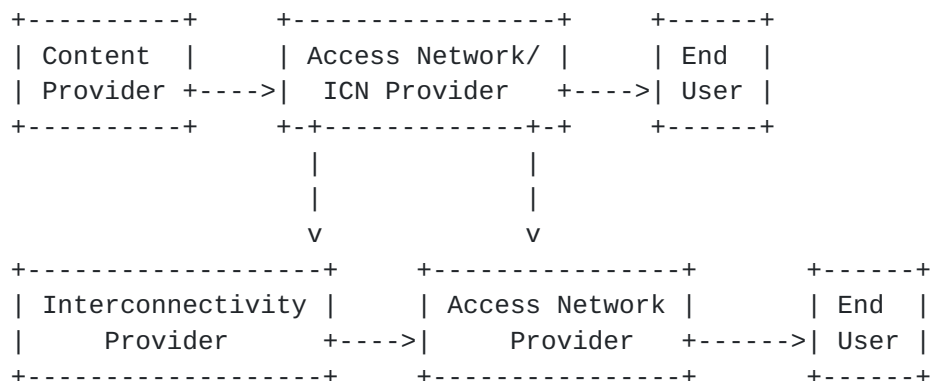 +----------+     +-----------------+     +------+
| Content  |     | Access Network/ |     | End  |
| Provider +---->|  ICN Provider   +---->| User |
+----------+     +-+-------------+-+     +------+
                   |             |
                   |             |
                   v             v
+-------------------+     +----------------+       +------+
| Interconnectivity |     | Access Network |       | End  |
|     Provider      +---->|    Provider    +------>| User |
+-------------------+     +----------------+       +------+